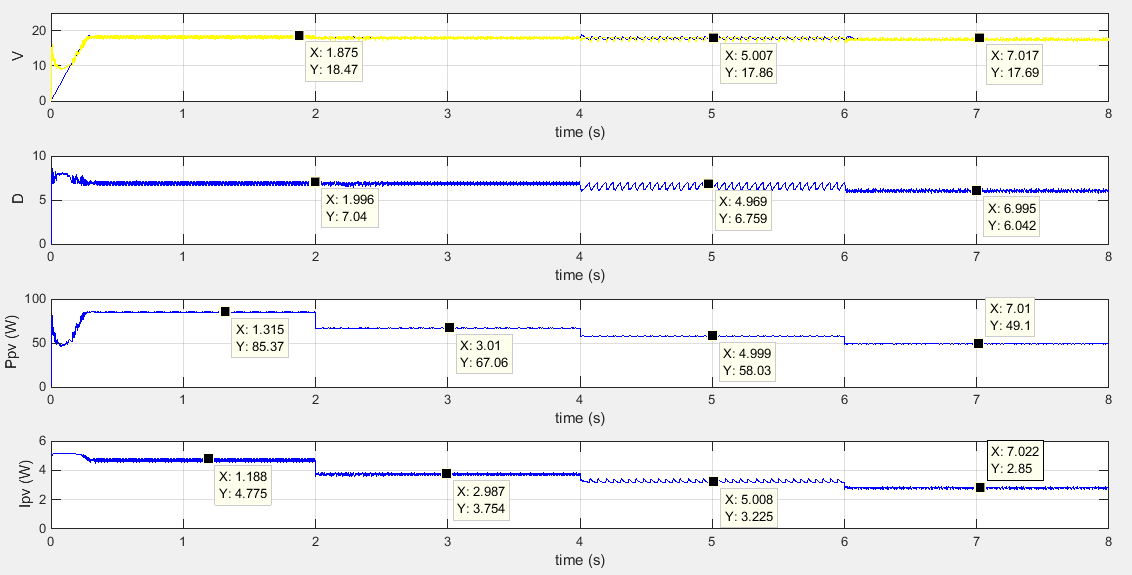 20
10
0
V
X: 1.875
Y: 18.47
X: 5.007
Y: 17.86
X: 7.017
Y: 17.69
0 1 2 3 4 5 6 7 8
time (s)
10
5
0
D
X: 1.996
Y: 7.04
X: 4.969
Y: 6.759
X: 6.995
Y: 6.042
0 1 2 3 4 5 6 7 8
time (s)
100
50
0
Ppv (W)
X: 1.315
Y: 85.37
X: 3.01
Y: 67.06
X: 4.999
Y: 58.03
X: 7.01
Y: 49.1
0 1 2 3 4 5 6 7 8
time (s)
6
4
2
0
Ipv (W)
X: 1.188
Y: 4.775
X: 2.987
Y: 3.754
X: 5.008
Y: 3.225
X: 7.022
Y: 2.85
0 1 2 3 4 5 6 7 8
time (s)